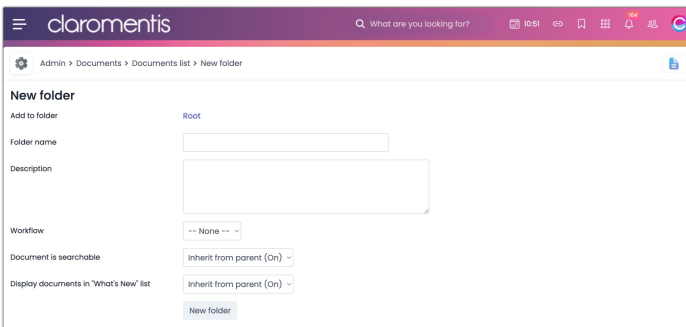 claromentis
What are you looking for?
10:51
164
Admin > Documents > Documents list > New folder
New folder
Add to folder
Root
Folder name
Description
Workflow
-- None --
Document is searchable
Inherit from parent (On)
Display documents in "What's New" list
Inherit from parent (On)
New folder